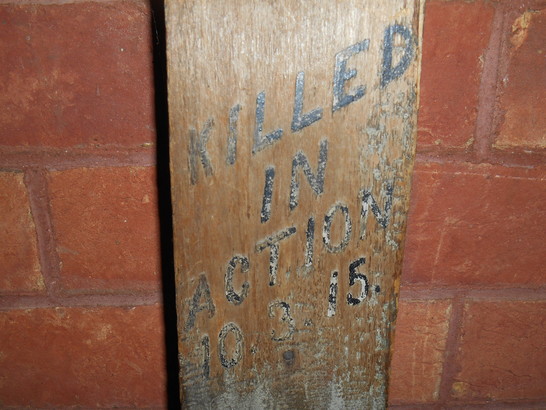 KILLED
IN
ACTION
10.3.15.